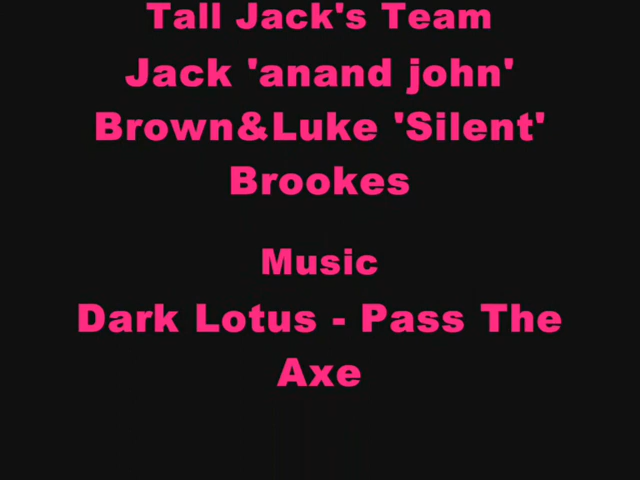 Tall Jack's Team
Jack 'anand john'
Brown&Luke 'Silent'
Brookes
Music
Dark Lotus - Pass The
Axe